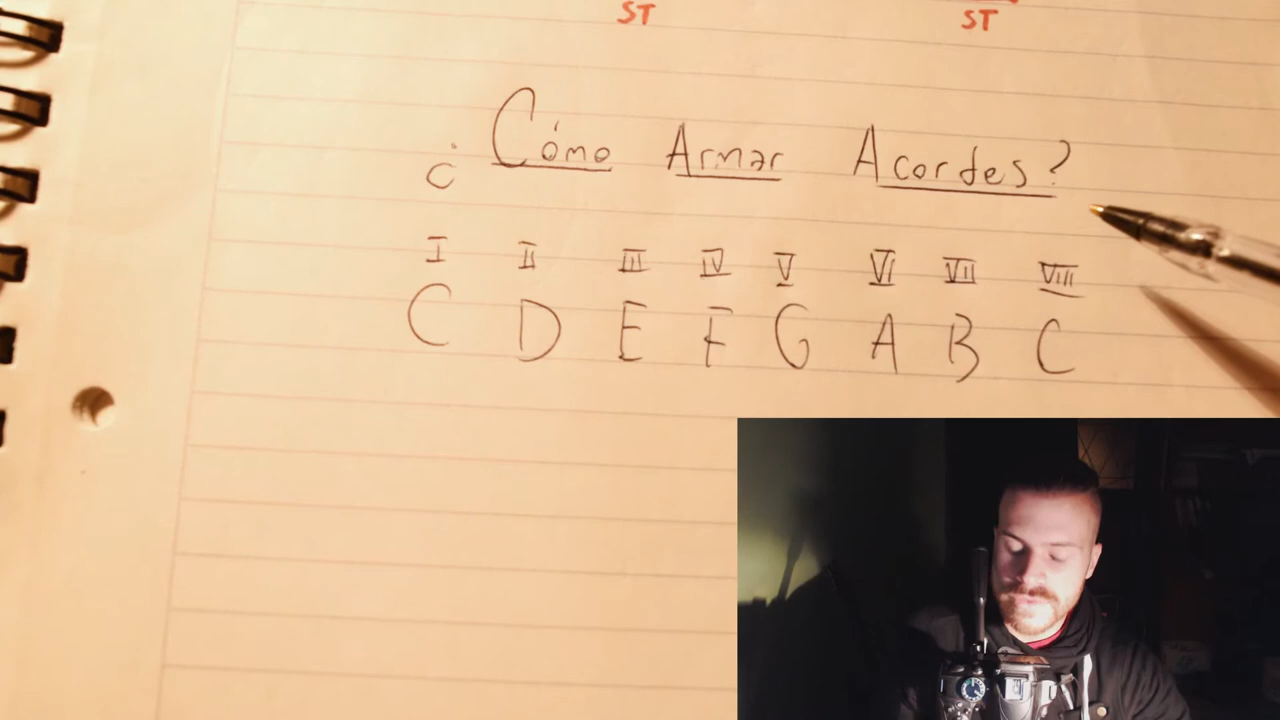 ST ST
¿Cómo Armar Acordes?
I II III IV V VI VII VIII
C D E F G A B C